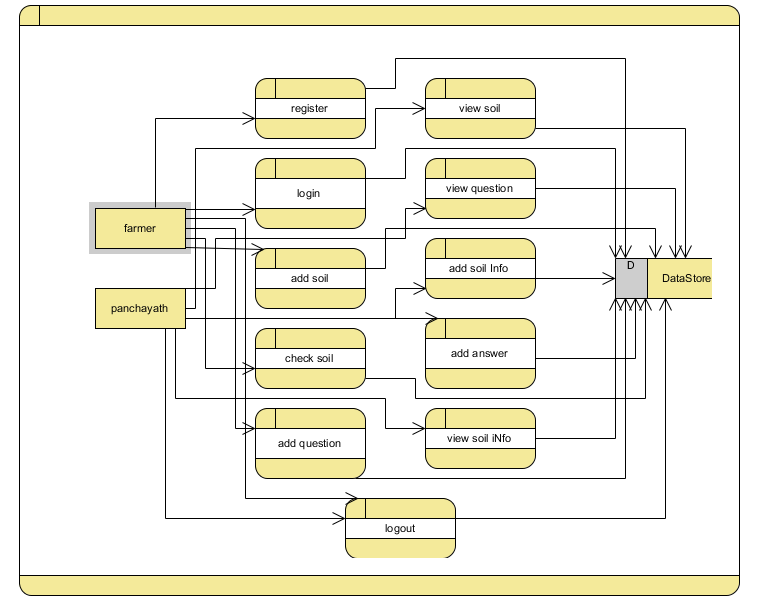 register
view soil
login
view question
farmer
add soil
add soil Info
D
DataStore
panchayath
check soil
add answer
add question
view soil iNfo
logout